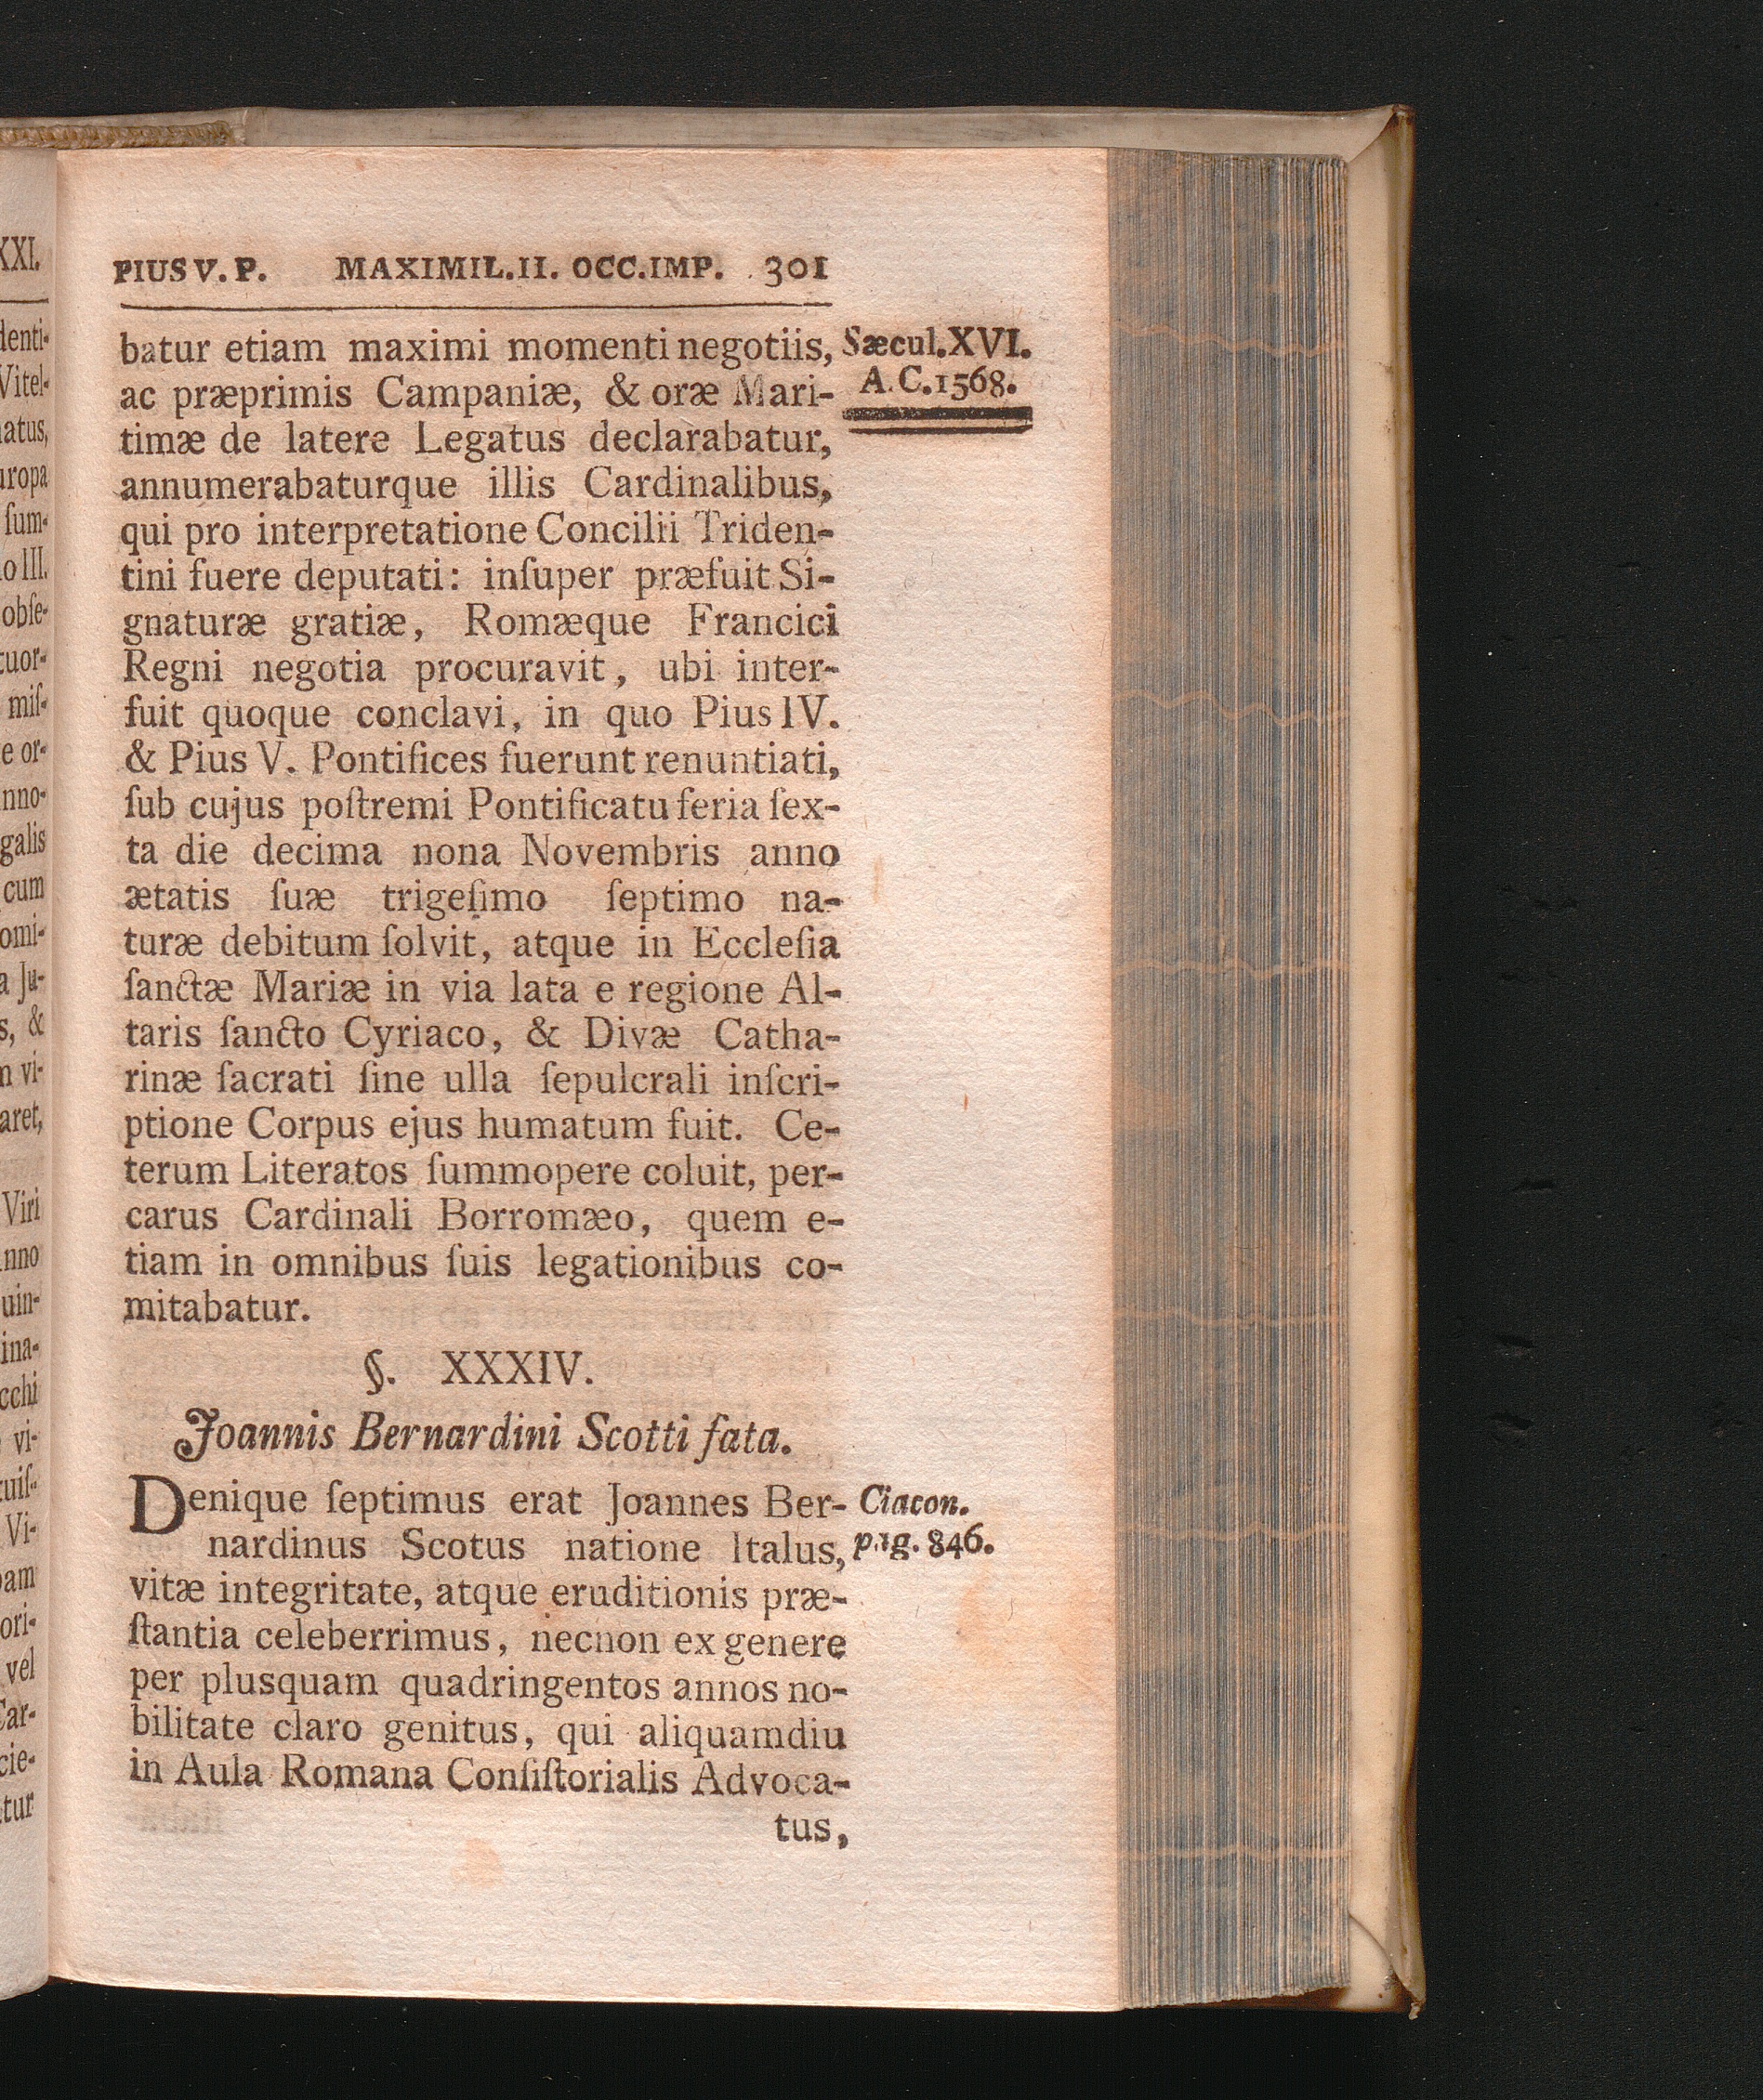 PIUS V. P. MAXIMIL. II. OCC. IMP. 301
batur etiam maximi momenti negotiis,
Sæcul. XVI.
A. C. 1568.
ac præprimis Campaniæ, & oræ Mari-
timæ de latere Legatus declarabatur,
annumerabaturque illis Cardinalibus,
qui pro interpretatione Concilii Triden-
tini fuere deputati: inſuper præfuit Si-
gnaturæ gratiæ, Romæque Francici
Regni negotia procuravit, ubi inter-
fuit quoque conclavi, in quo Pius IV.
& Pius V. Pontifices fuerunt renuntiati,
ſub cujus poſtremi Pontificatu feria ſex-
ta die decima nona Novembris anno
ætatis ſuæ trigeſimo ſeptimo na-
turæ debitum ſolvit, atque in Eccleſia
ſanctæ Mariæ in via lata e regione Al-
taris ſancto Cyriaco, & Divæ Catha-
rinæ ſacrati ſine ulla ſepulcrali inſcri-
ptione Corpus ejus humatum fuit. Ce-
terum Literatos ſummopere coluit, per-
carus Cardinali Borromæo, quem e-
tiam in omnibus ſuis legationibus co-
mitabatur.
§. XXXIV.
Joannis Bernardini Scotti fata.
Denique ſeptimus erat Joannes Ber-
Ciacon.
pag. 846.
nardinus Scotus natione Italus,
vitæ integritate, atque eruditionis præ-
ſtantia celeberrimus, necnon ex genere
per plusquam quadringentos annos no-
bilitate claro genitus, qui aliquamdiu
in Aula Romana Conſiſtorialis Advoca-
tus,